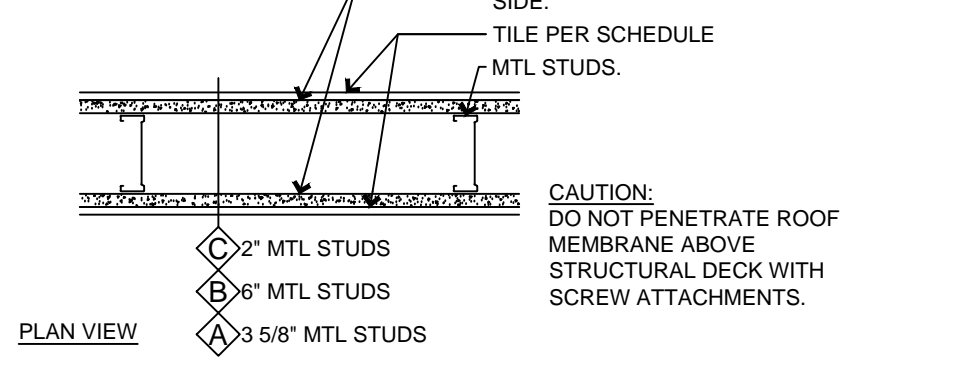 SIDE.
TILE PER SCHEDULE
MTL STUDS.
CAUTION:
DO NOT PENETRATE ROOF
MEMBRANE ABOVE
STRUCTURAL DECK WITH
SCREW ATTACHMENTS.
C 2" MTL STUDS
B 6" MTL STUDS
A 3 5/8" MTL STUDS
PLAN VIEW